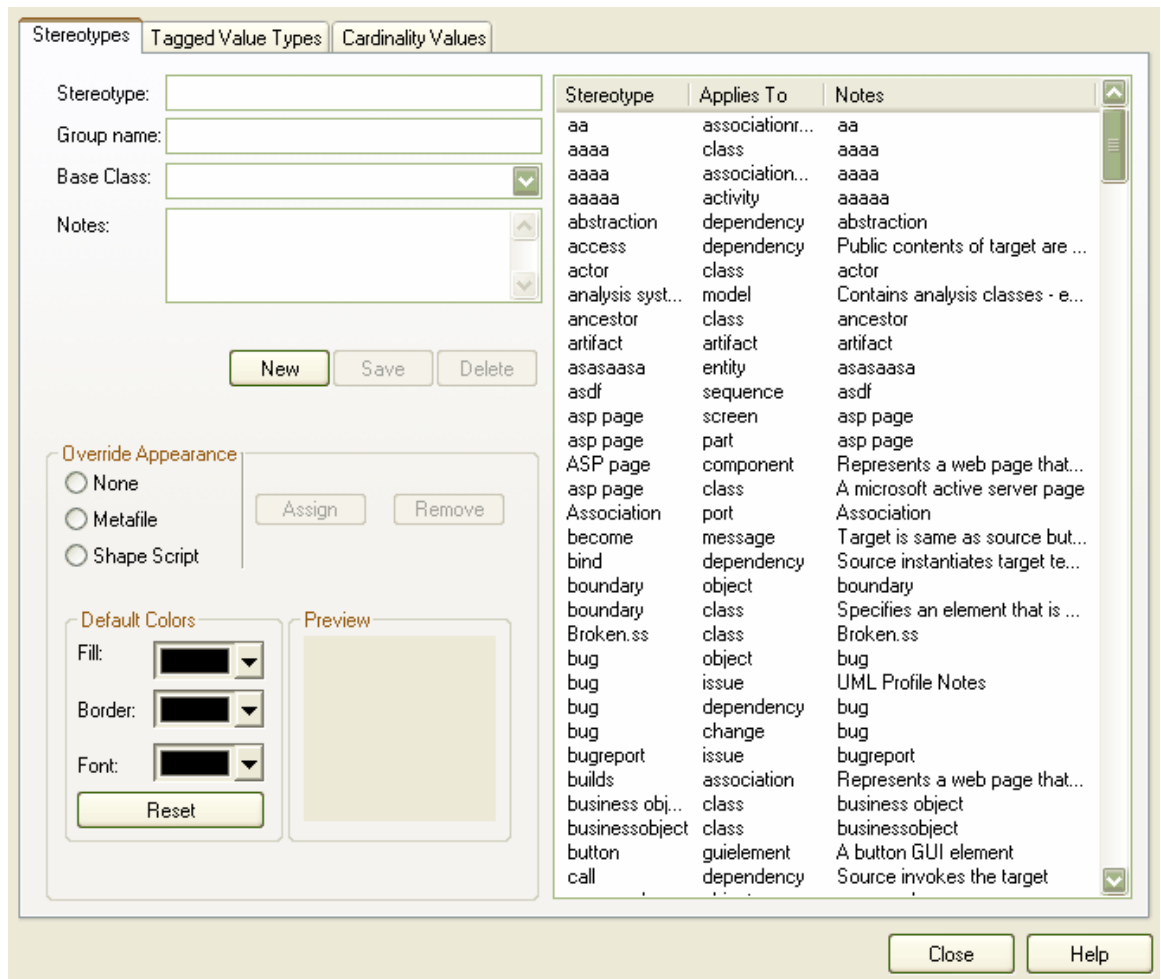 Stereotypes Tagged Value Types Cardinality Values
Stereotype:
Group name:
Base Class:
Notes:
New Save Delete
Override Appearance
None
Metafile
Shape Script
Assign Remove
Default Colors
Fill:
Border:
Font:
Reset
Preview
Stereotype Applies To Notes
aa associationr... aa
aaaa class aaaa
aaaa association... aaaa
aaaaa activity aaaaa
abstraction dependency abstraction
access dependency Public contents of target are ...
actor class actor
analysis syst... model Contains analysis classes - e...
ancestor class ancestor
artifact artifact artifact
asasaasa entity asasaasa
asdf sequence asdf
asp page screen asp page
asp page part asp page
ASP page component Represents a web page that...
asp page class A microsoft active server page
Association port Association
become message Target is same as source but...
bind dependency Source instantiates target te...
boundary object boundary
boundary class Specifies an element that is ...
Broken.ss class Broken.ss
bug object bug
bug issue UML Profile Notes
bug dependency bug
bug change bug
bugreport issue bugreport
builds association Represents a web page that...
business obj... class business object
businessobject class businessobject
button guielement A button GUI element
call dependency Source invokes the target
Close Help